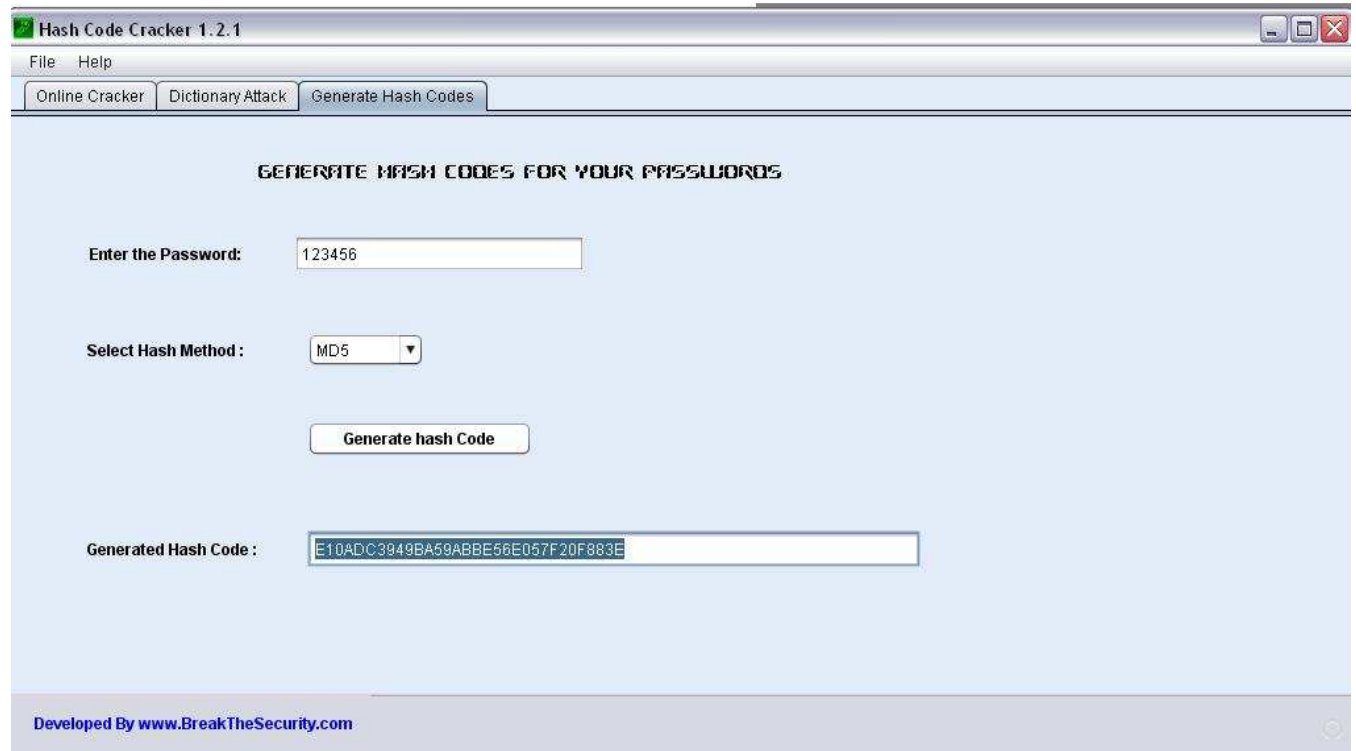 Hash Code Cracker 1.2.1
File Help
Online Cracker Dictionary Attack Generate Hash Codes
GENERATE HASH CODES FOR YOUR PASSWORDS
Enter the Password: 123456
Select Hash Method : MD5
Generate hash Code
Generated Hash Code : E10ADC3949BA59ABBE56E057F20F883E
Developed By www.BreakTheSecurity.com